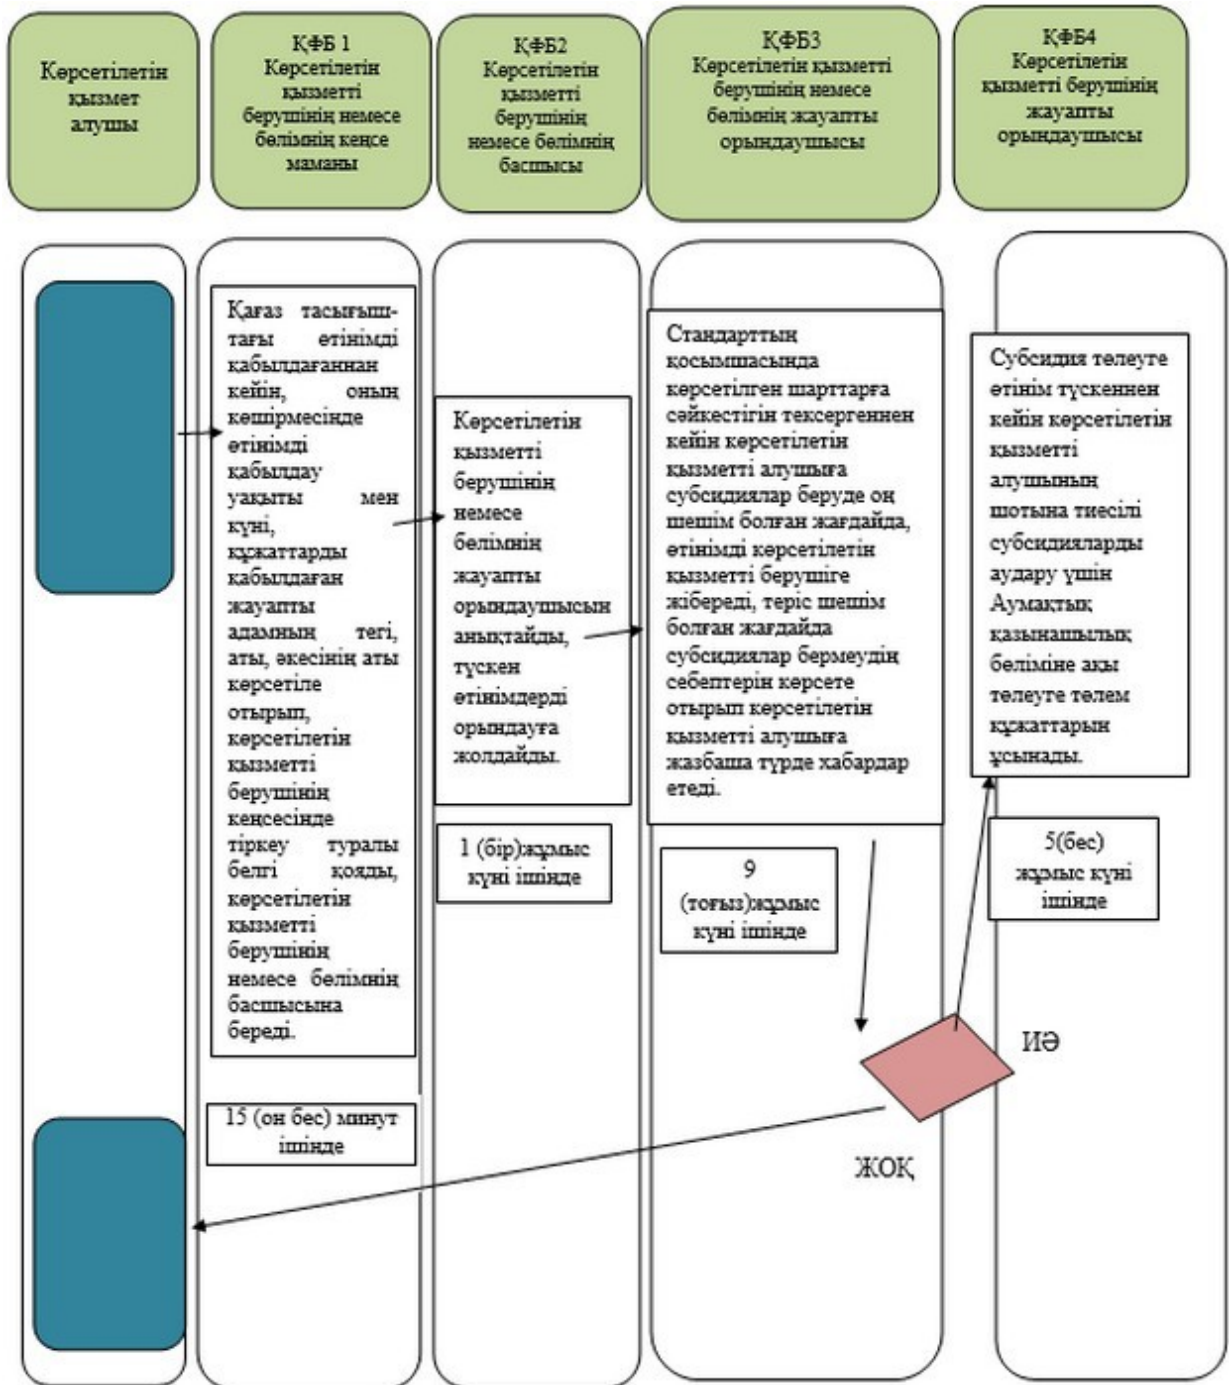 Көрсетілетін
қызмет
алушы
ҚФБ 1
Көрсетілетін
қызметті
берушінің немесе
бөлімнің кеңсе
маманы
ҚФБ2
Көрсетілетін
қызметті
берушінің
немесе бөлімнің
басшысы
ҚФБ3
Көрсетілетін қызметті
берушінің немесе
бөлімнің жауапты
орындаушысы
ҚФБ4
Көрсетілетін
қызметті берушінің
жауапты
орындаушысы
Қағаз тасығыш-
тағы өтінімді
қабылдағаннан
кейін, оның
көшірмесінде
өтінімді
қабылдау
уақыты мен
күні,
құжаттарды
қабылдаған
жауапты
адамның тегі,
аты, әкесінің аты
көрсетіле
отырып,
көрсетілетін
қызметті
берушінің
кеңсесінде
тіркеу туралы
белгі қояды,
көрсетілетін
қызметті
берушінің
немесе бөлімнің
басшысына
береді.
15 (он бес) минут
ішінде
Көрсетілетін
қызметті
берушінің
немесе
бөлімнің
жауапты
орындаушысын
анықтайды,
түскен
өтінімдерді
орындауға
жолдайды.
1 (бір)жұмыс
күні ішінде
Стандарттың
қосымшасында
көрсетілген шарттарға
сәйкестігін тексергеннен
кейін көрсетілетін
қызметті алушыға
субсидиялар беруде оң
шешім болған жағдайда,
өтінімді көрсетілетін
қызметті берушіге
жібереді, теріс шешім
болған жағдайда
субсидиялар бермеудің
себептерін көрсете
отырып көрсетілетін
қызметті алушыға
жазбаша түрде хабардар
етеді.
9
(тоғыз)жұмыс
күні ішінде
Субсидия төлеуге
өтінім түскеннен
кейін көрсетілетін
қызметті
алушының
шотына тиесілі
субсидияларды
аудару үшін
Аумақтық
қазынашылық
бөліміне ақы
төлеуге төлем
құжаттарын
ұсынады.
5(бес)
жұмыс күні
ішінде
ИӘ
ЖОҚ